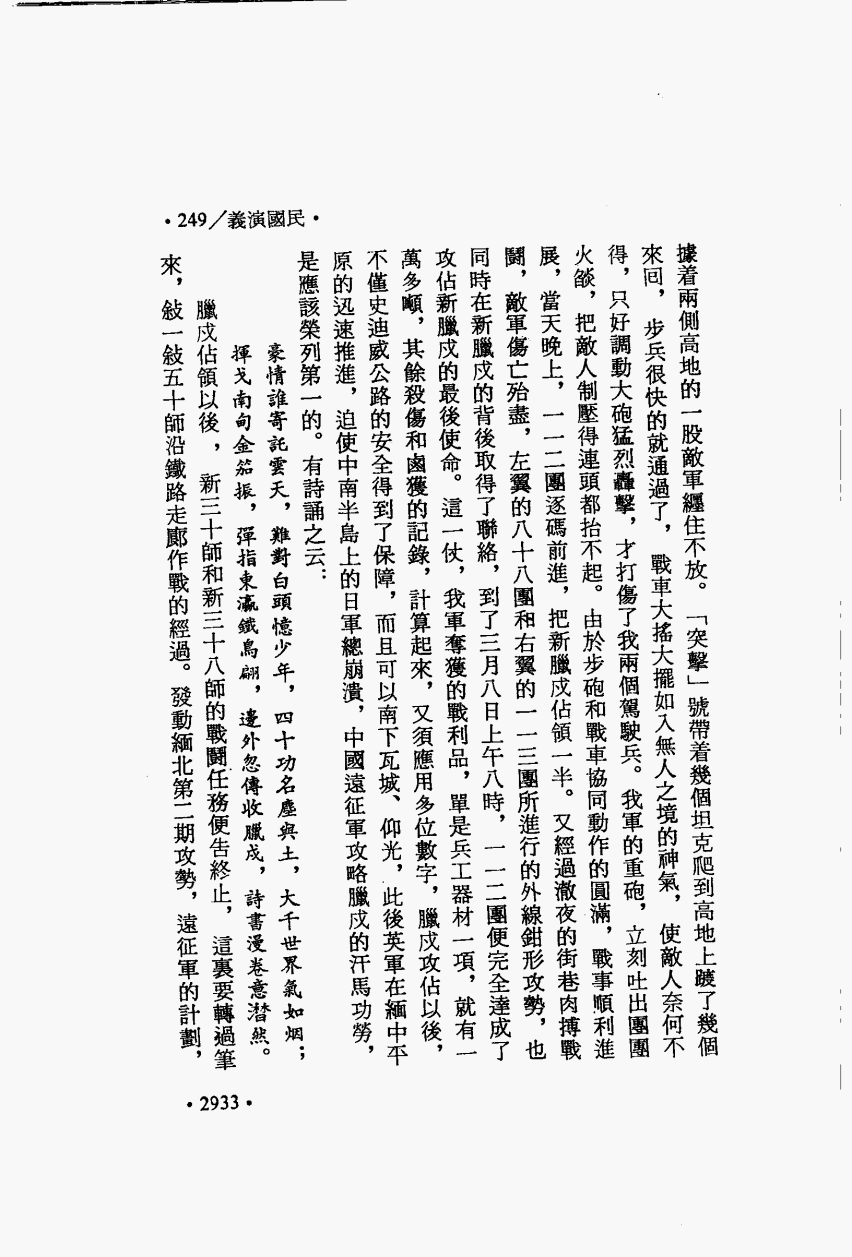 ・民國演義／249・
據着兩側高地的一股敵軍纏住不放。「突擊」號帶着幾個坦克爬到高地上踱了幾個
來回，步兵很快的就通過了，戰車大搖大擺如入無人之境的神氣，使敵人奈何不
得，只好調動大砲猛烈轟擊，才打傷了我兩個駕駛兵。我軍的重砲，立刻吐出團團
火燄，把敵人制壓得連頭都抬不起。由於步砲和戰車協同動作的圓滿，戰事順利進
展，當天晚上，一一二團逐碼前進，把新臘戍佔領一半。又經過澈夜的街巷肉搏戰
鬪，敵軍傷亡殆盡，左翼的八十八團和右翼的一一三團所進行的外線鉗形攻勢，也
同時在新臘戍的背後取得了聯絡，到了三月八日上午八時，一一二團便完全達成了
攻佔新臘戍的最後使命。這一仗，我軍奪獲的戰利品，單是兵工器材一項，就有一
萬多噸，其餘殺傷和鹵獲的記錄，計算起來，又須應用多位數字，臘戍攻佔以後，
不僅史迪威公路的安全得到了保障，而且可以南下瓦城、仰光，此後英軍在緬中平
原的迅速推進，迫使中南半島上的日軍總崩潰，中國遠征軍攻略臘戍的汗馬功勞，
是應該榮列第一的。有詩誦之云：
豪情誰寄託雲天，難對白頭憶少年，四十功名塵與土，大千世界氣如烟；
揮戈南甸金笳振，彈指東瀛鐵鳥翩，邊外忽傳收臘戍，詩書漫卷意潸然。
臘戍佔領以後，新三十師和新三十八師的戰鬪任務便告終止，這裏要轉過筆
來，敍一敍五十師沿鐵路走廊作戰的經過。發動緬北第二期攻勢，遠征軍的計劃，
・2933・